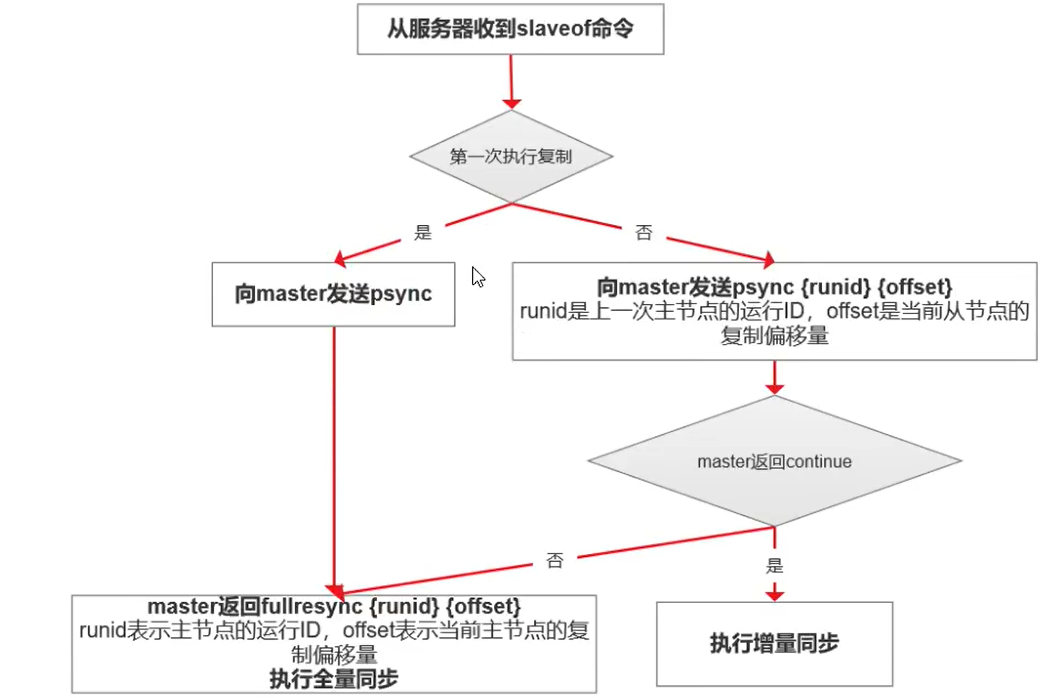 从服务器收到slaveof命令
第一次执行复制
是
否
向master发送psync
向master发送psync {runid} {offset}
runid是上一次主节点的运行ID，offset是当前从节点的
复制偏移量
master返回continue
否
是
master返回fullresync {runid} {offset}
runid表示主节点的运行ID，offset表示当前主节点的复
制偏移量
执行全量同步
执行增量同步